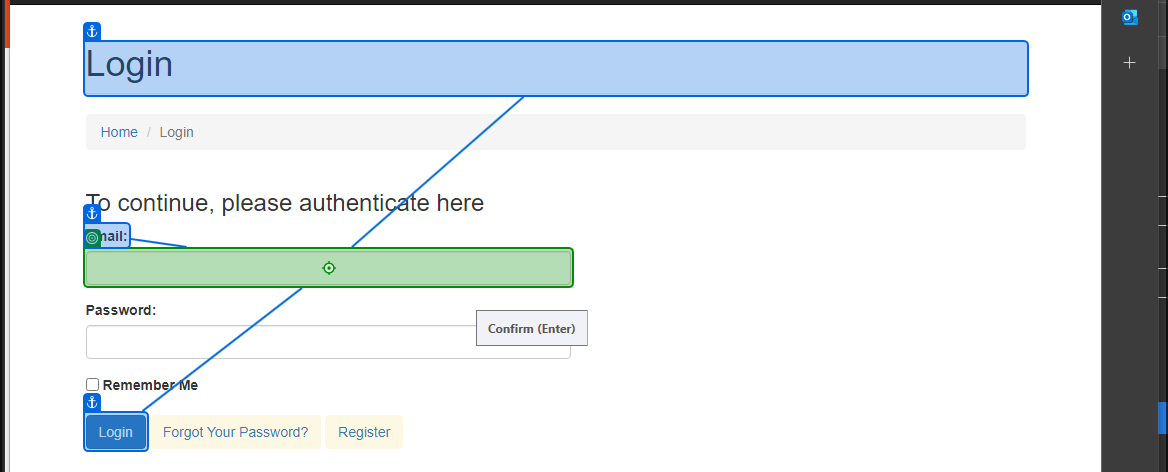 Login
Home / Login
To continue, please authenticate here
mail:
Password:
Confirm (Enter)
Remember Me
Login Forgot Your Password? Register